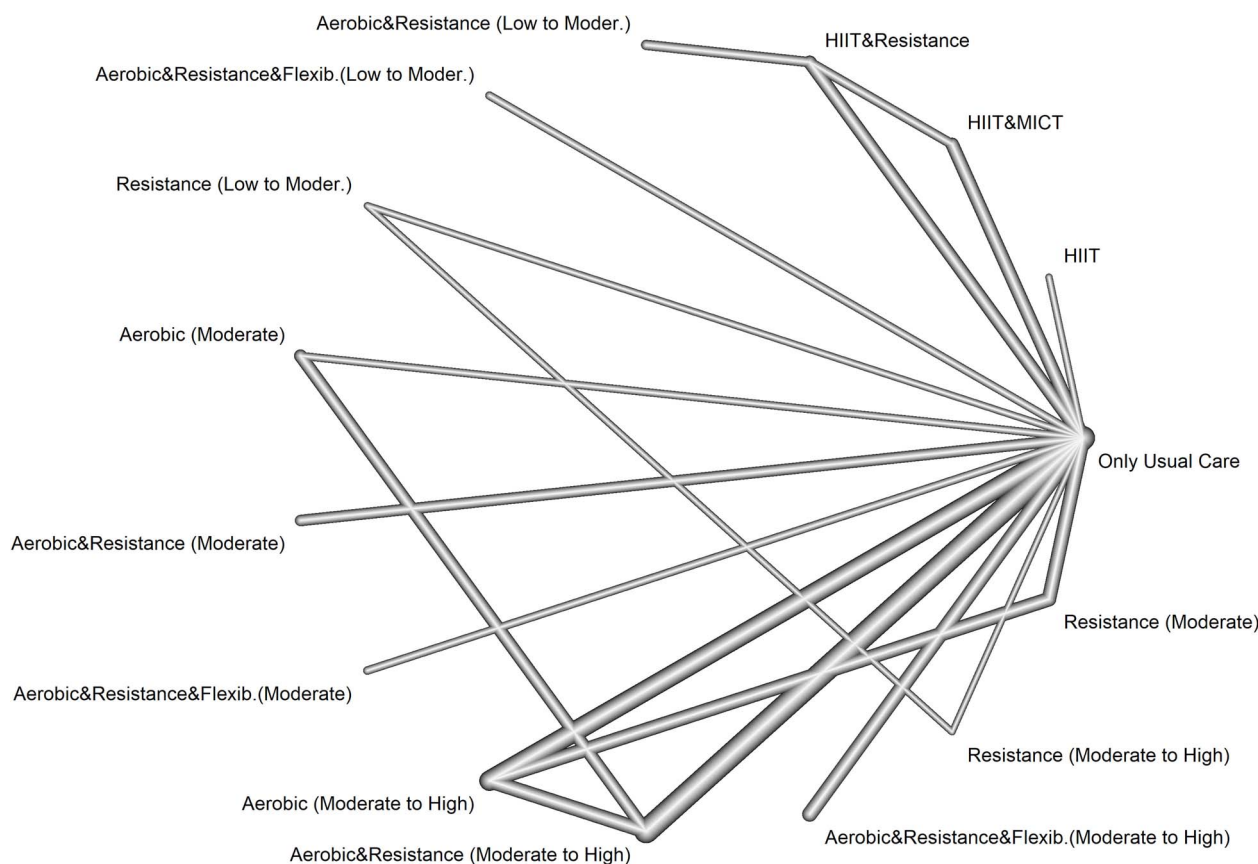 Aerobic&Resistance (Low to Moder.)
HIIT&Resistance
Aerobic&Resistance&Flexib.(Low to Moder.)
HIIT&MICT
Resistance (Low to Moder.)
HIIT
Aerobic (Moderate)
Only Usual Care
Aerobic&Resistance (Moderate)
Resistance (Moderate)
Aerobic&Resistance&Flexib.(Moderate)
Resistance (Moderate to High)
Aerobic (Moderate to High)
Aerobic&Resistance&Flexib.(Moderate to High)
Aerobic&Resistance (Moderate to High)